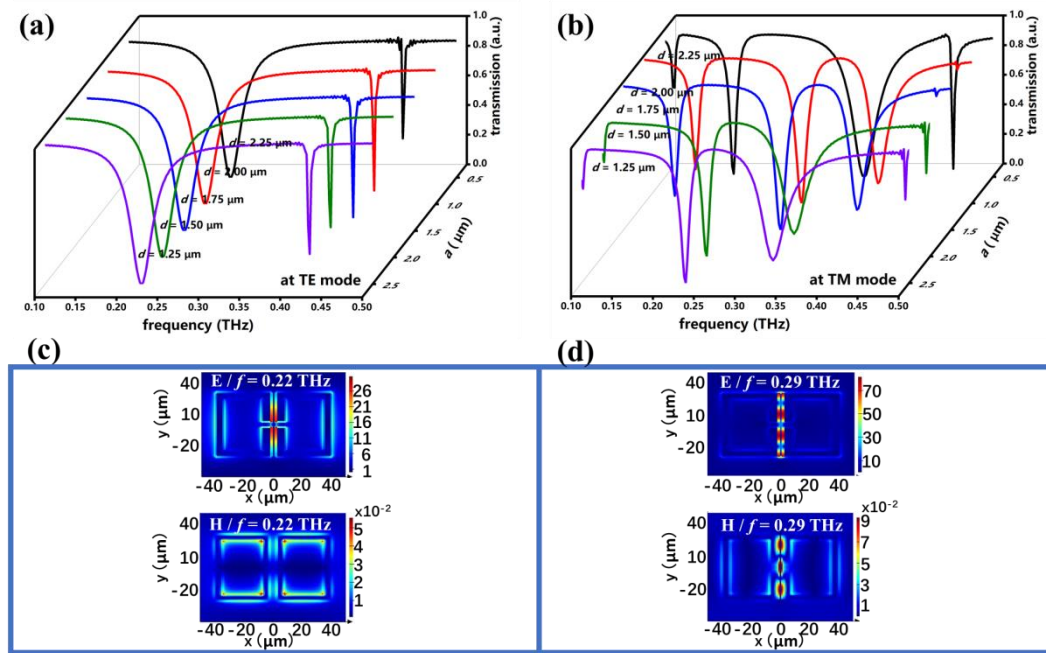 (a)
transmission (a.u.)
1.0
0.8
0.6
0.4
0.2
0.0
d = 2.25 μm
d = 2.00 μm
d = 1.75 μm
d = 1.50 μm
d = 1.25 μm
0.5
1.0
1.5
2.0
2.5
a ( μm)
at TE mode
0.10 0.15 0.20 0.25 0.30 0.35 0.40 0.45 0.50
frequency (THz)
(b)
transmission (a.u.)
1.0
0.8
0.6
0.4
0.2
0.0
d = 2.25 μm
d = 2.00 μm
d = 1.75 μm
d = 1.50 μm
d = 1.25 μm
0.5
1.0
1.5
2.0
2.5
a ( μm)
at TM mode
0.10 0.15 0.20 0.25 0.30 0.35 0.40 0.45 0.50
frequency (THz)
(c)
E / f = 0.22 THz
40
10
-20
y (μm)
26
21
16
11
6
1
-40 -20 0 20 40
x (μm)
H / f = 0.22 THz
x10⁻²
40
10
-20
y (μm)
5
4
3
2
1
-40 -20 0 20 40
x (μm)
(d)
E / f = 0.29 THz
40
10
-20
y (μm)
70
50
30
10
0
-40 -20 0 20 40
x (μm)
H / f = 0.29 THz
x10⁻²
40
10
-20
y (μm)
9
7
5
2
0
-40 -20 0 20 40
x (μm)